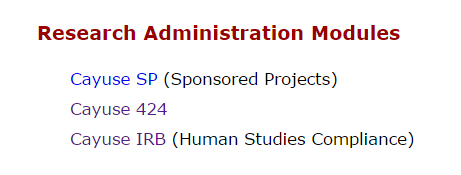 Research Administration Modules
Cayuse SP (Sponsored Projects)
Cayuse 424
Cayuse IRB (Human Studies Compliance)